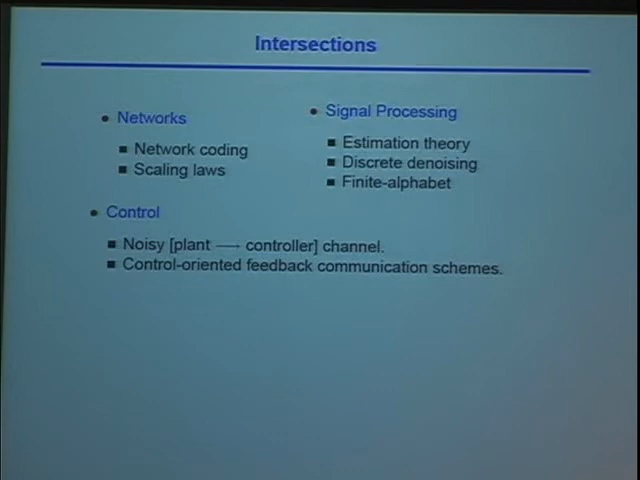 Intersections
• Networks
■ Network coding
■ Scaling laws
• Signal Processing
■ Estimation theory
■ Discrete denoising
■ Finite-alphabet
• Control
■ Noisy [plant — controller] channel.
■ Control-oriented feedback communication schemes.